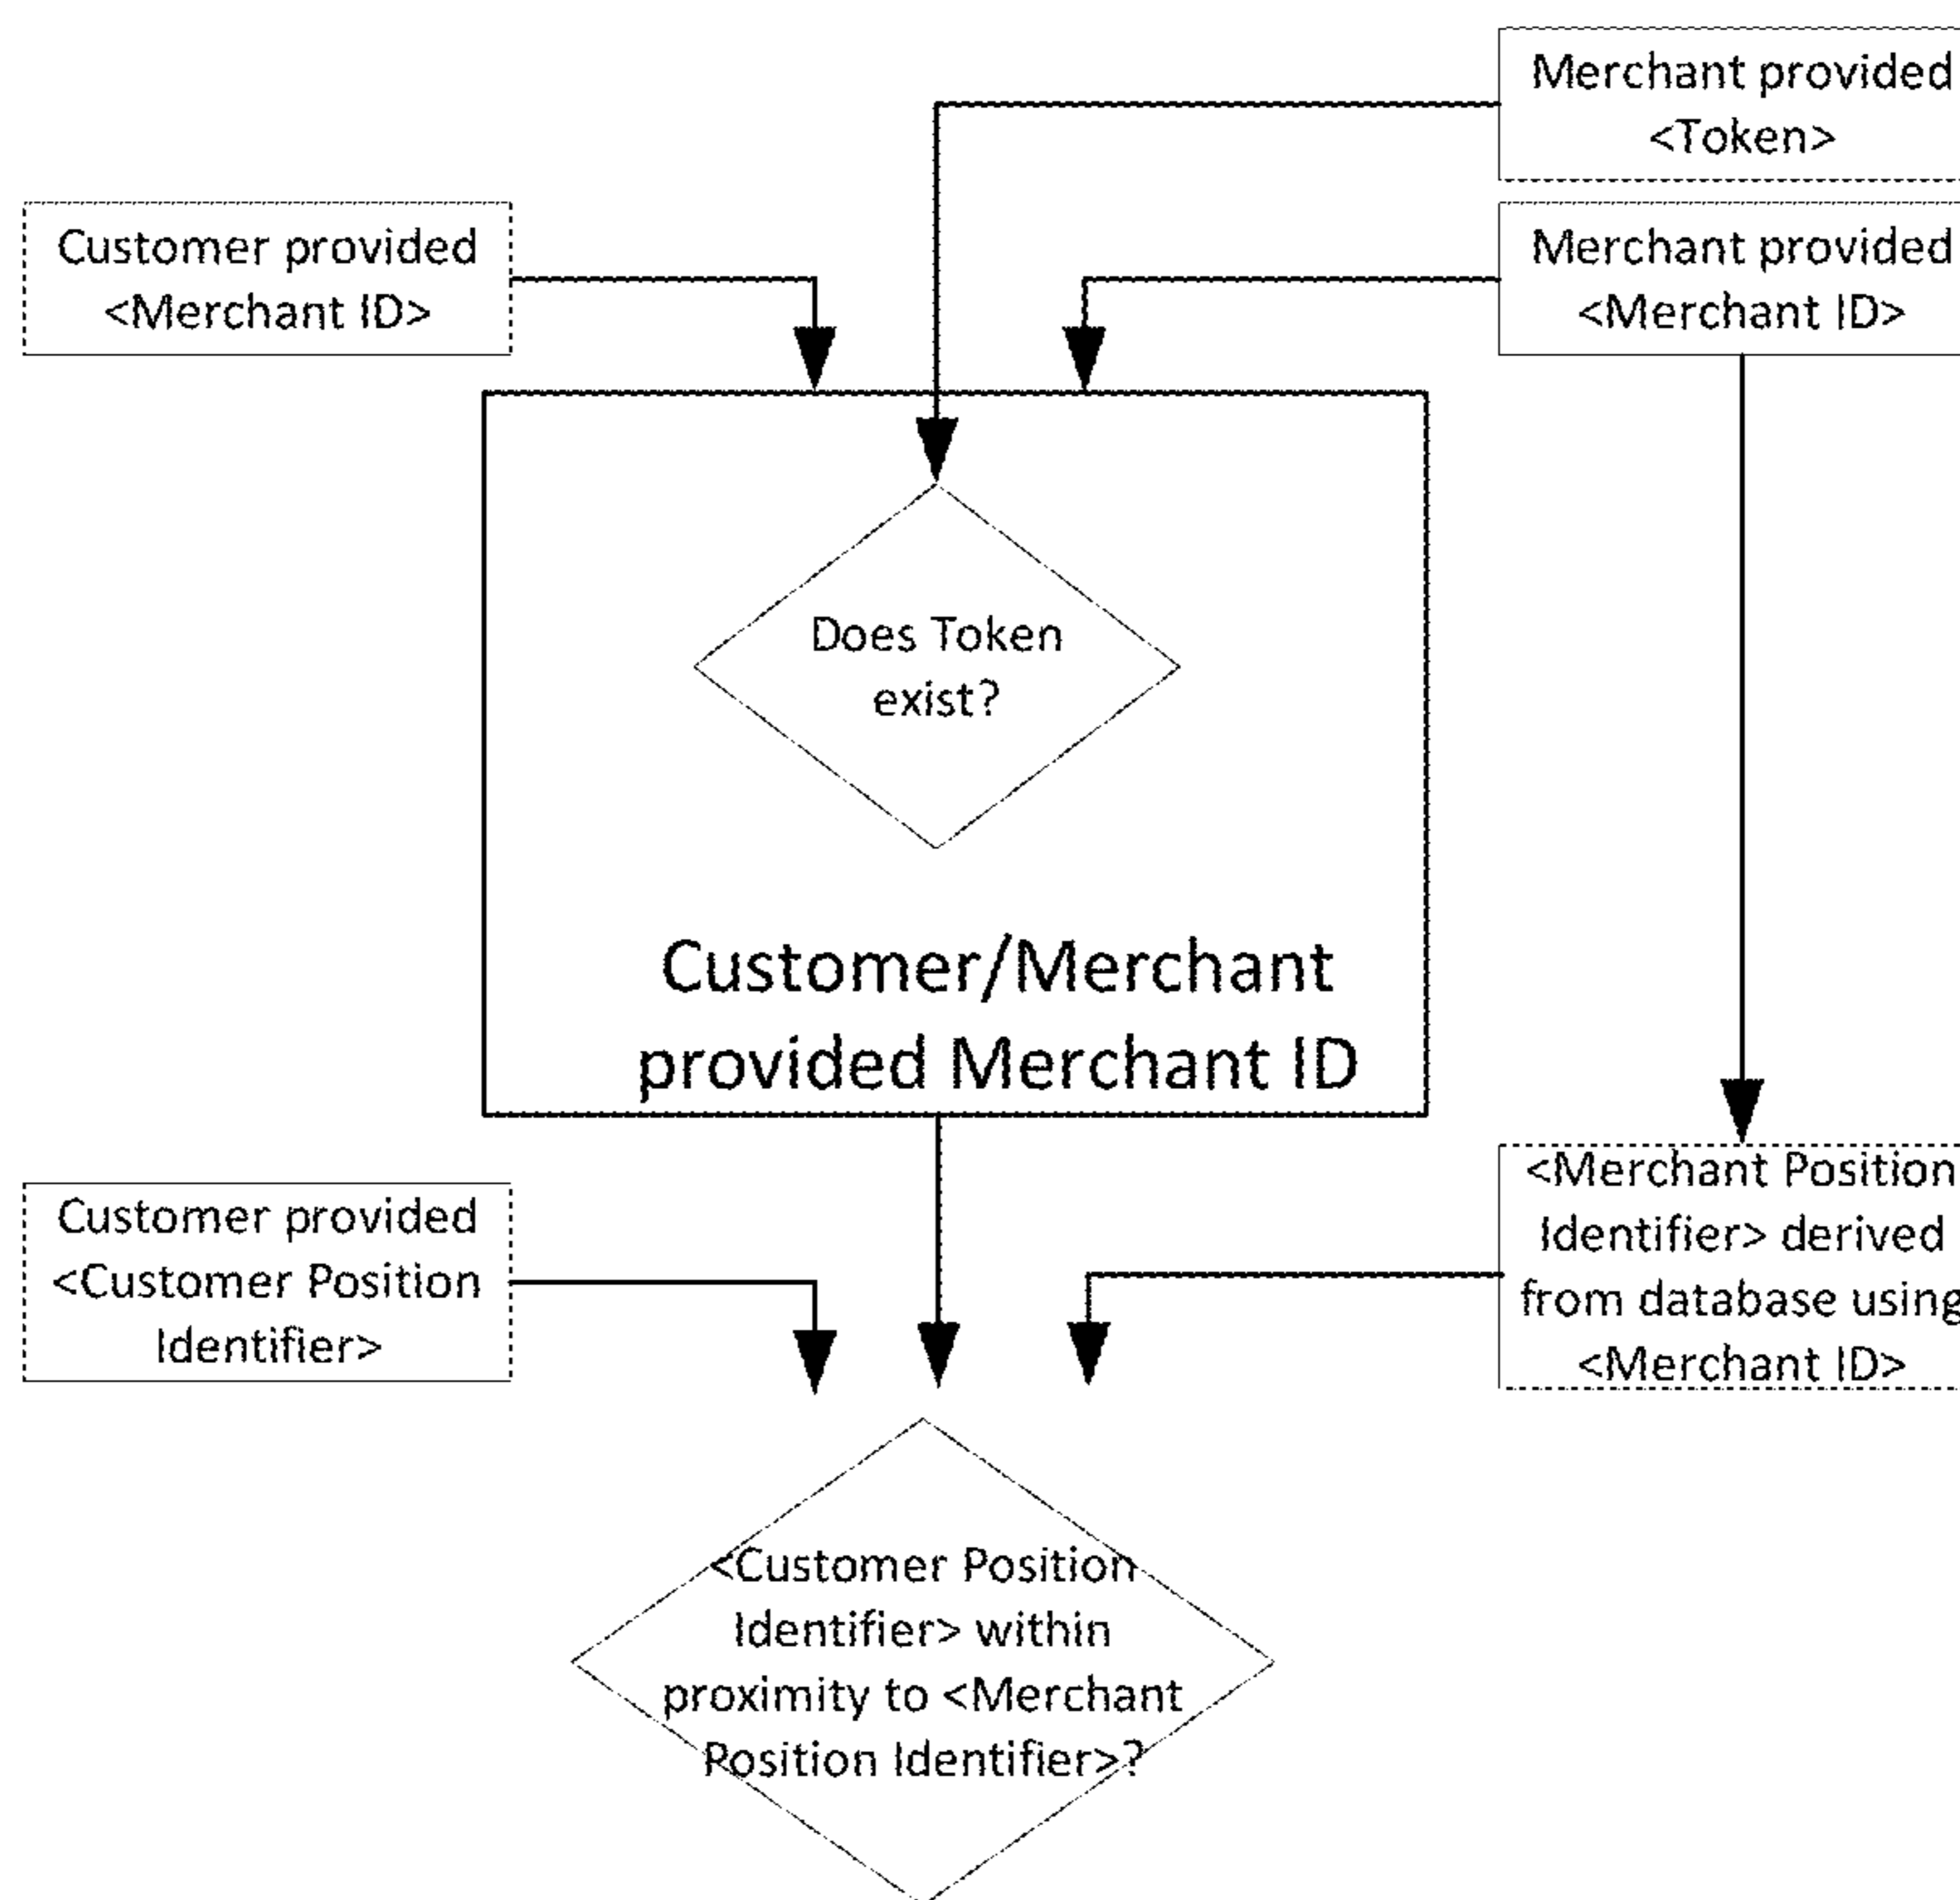 Merchant provided
<Token>
Customer provided
<Merchant ID>
Merchant provided
<Merchant ID>
Does Token
exist?
Customer/Merchant
provided Merchant ID
Customer provided
<Customer Position
Identifier>
<Merchant Position
Identifier> derived
from database using
<Merchant ID>
<Customer Position
Identifier> within
proximity to <Merchant
Position Identifier>?